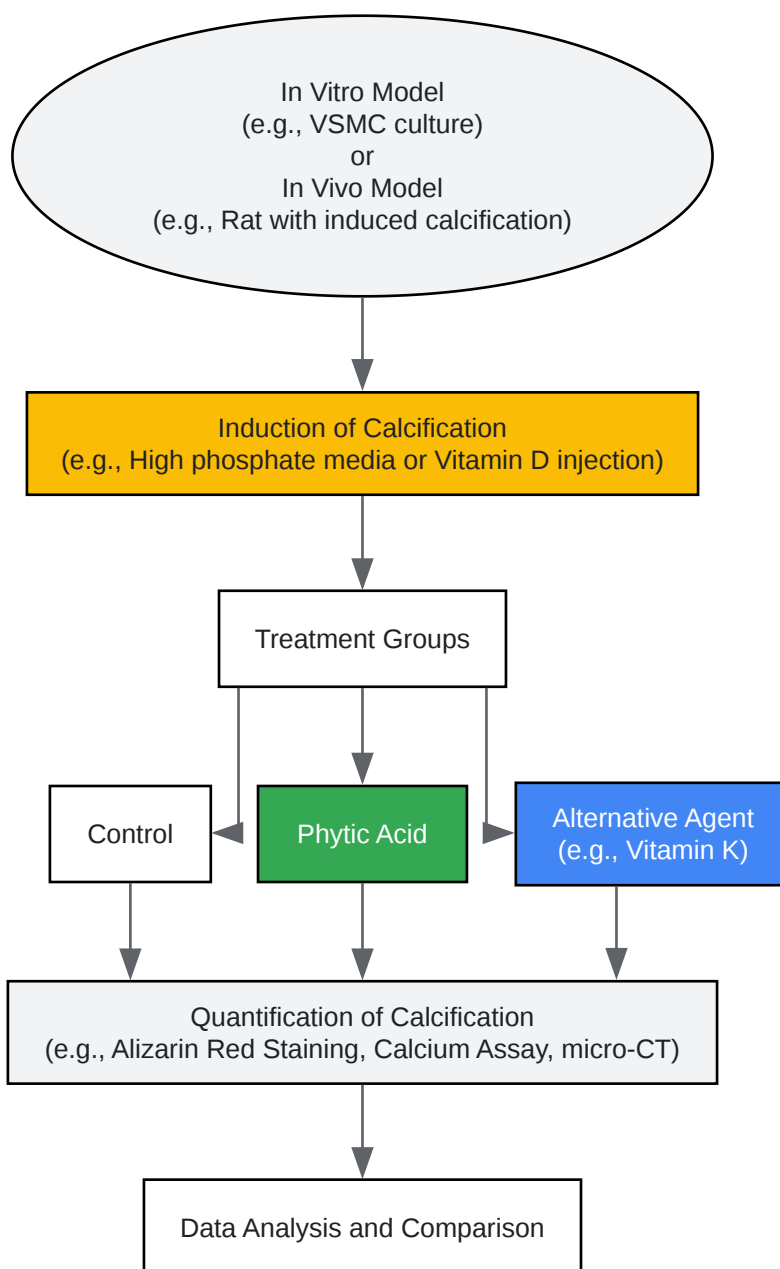 In Vitro Model
(e.g., VSMC culture)
or
In Vivo Model
(e.g., Rat with induced calcification)
Induction of Calcification
(e.g., High phosphate media or Vitamin D injection)
Treatment Groups
Control
Phytic Acid
Alternative Agent
(e.g., Vitamin K)
Quantification of Calcification
(e.g., Alizarin Red Staining, Calcium Assay, micro-CT)
Data Analysis and Comparison